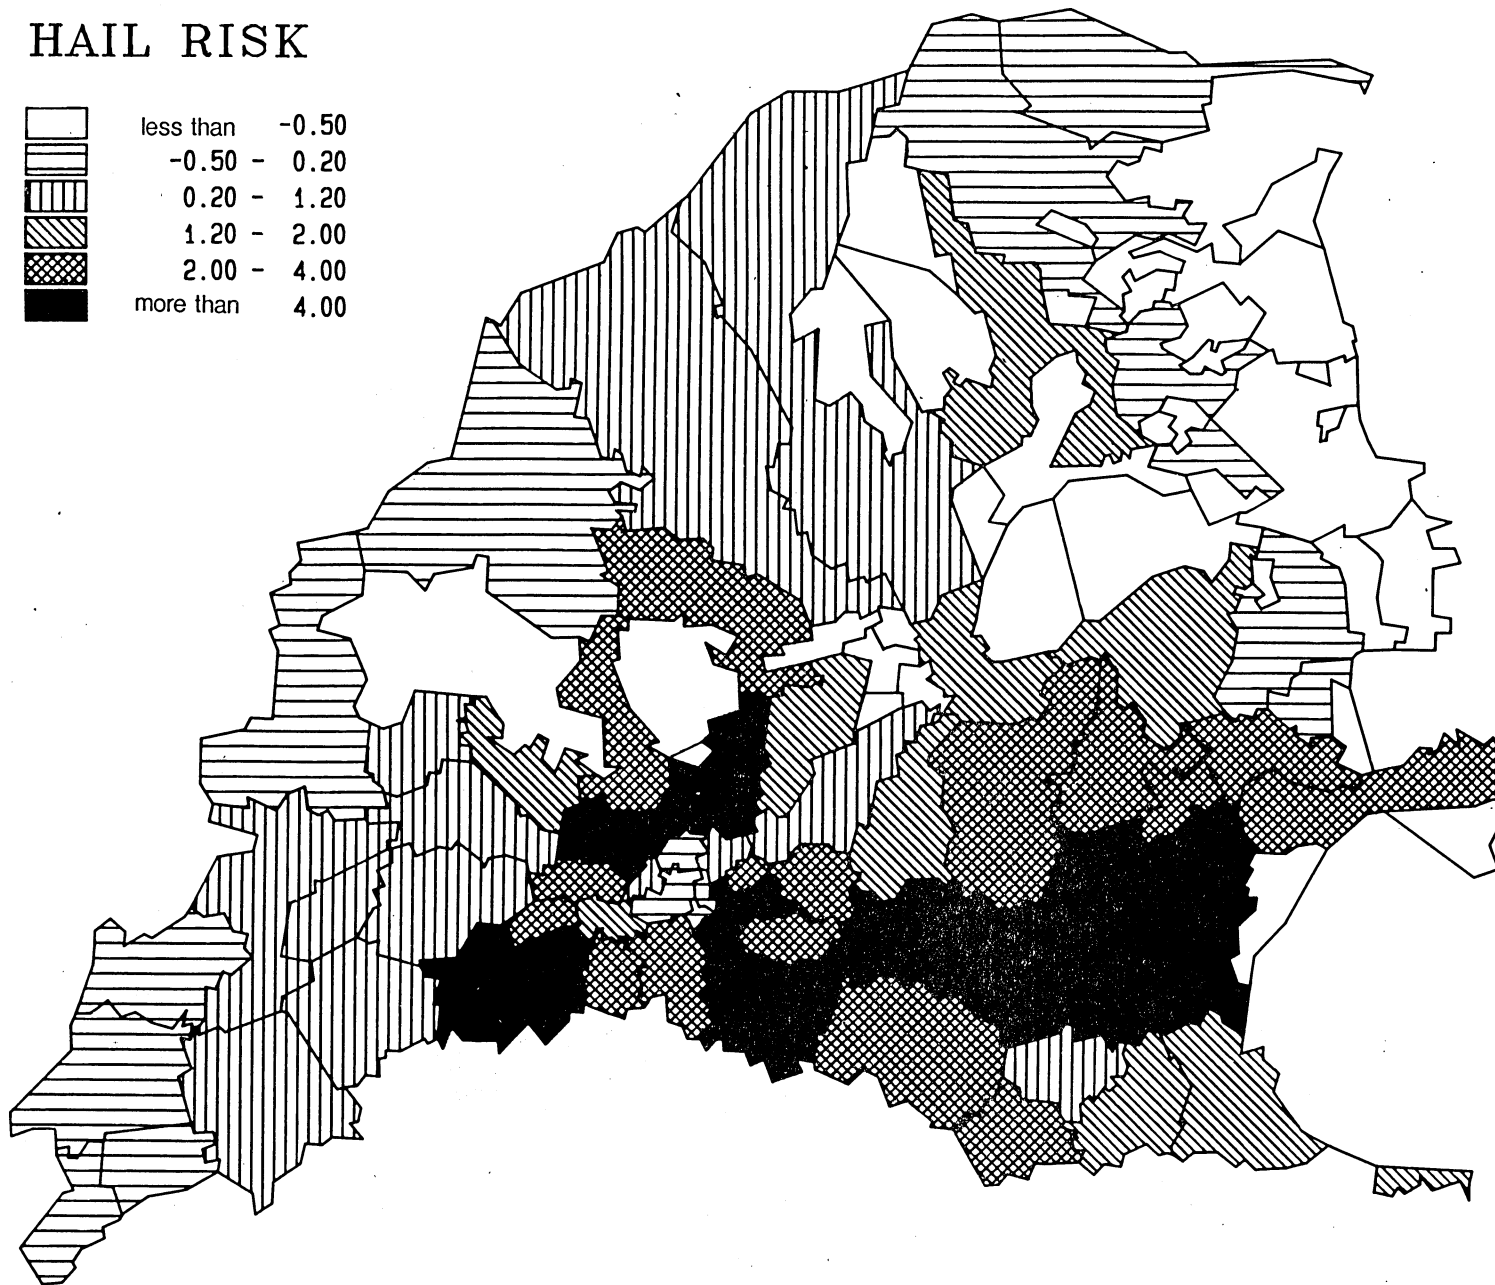 HAIL RISK
less than -0.50
-0.50 - 0.20
0.20 - 1.20
1.20 - 2.00
2.00 - 4.00
more than 4.00